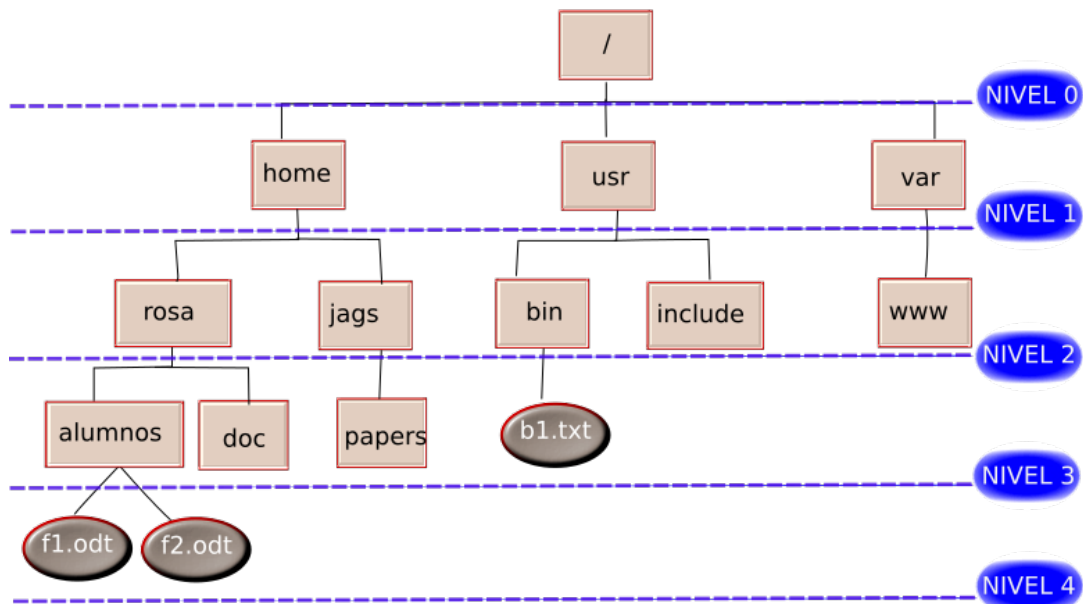 /
NIVEL 0
home
usr
var
NIVEL 1
rosa
jags
bin
include
www
NIVEL 2
alumnos
doc
papers
b1.txt
NIVEL 3
f1.odt
f2.odt
NIVEL 4